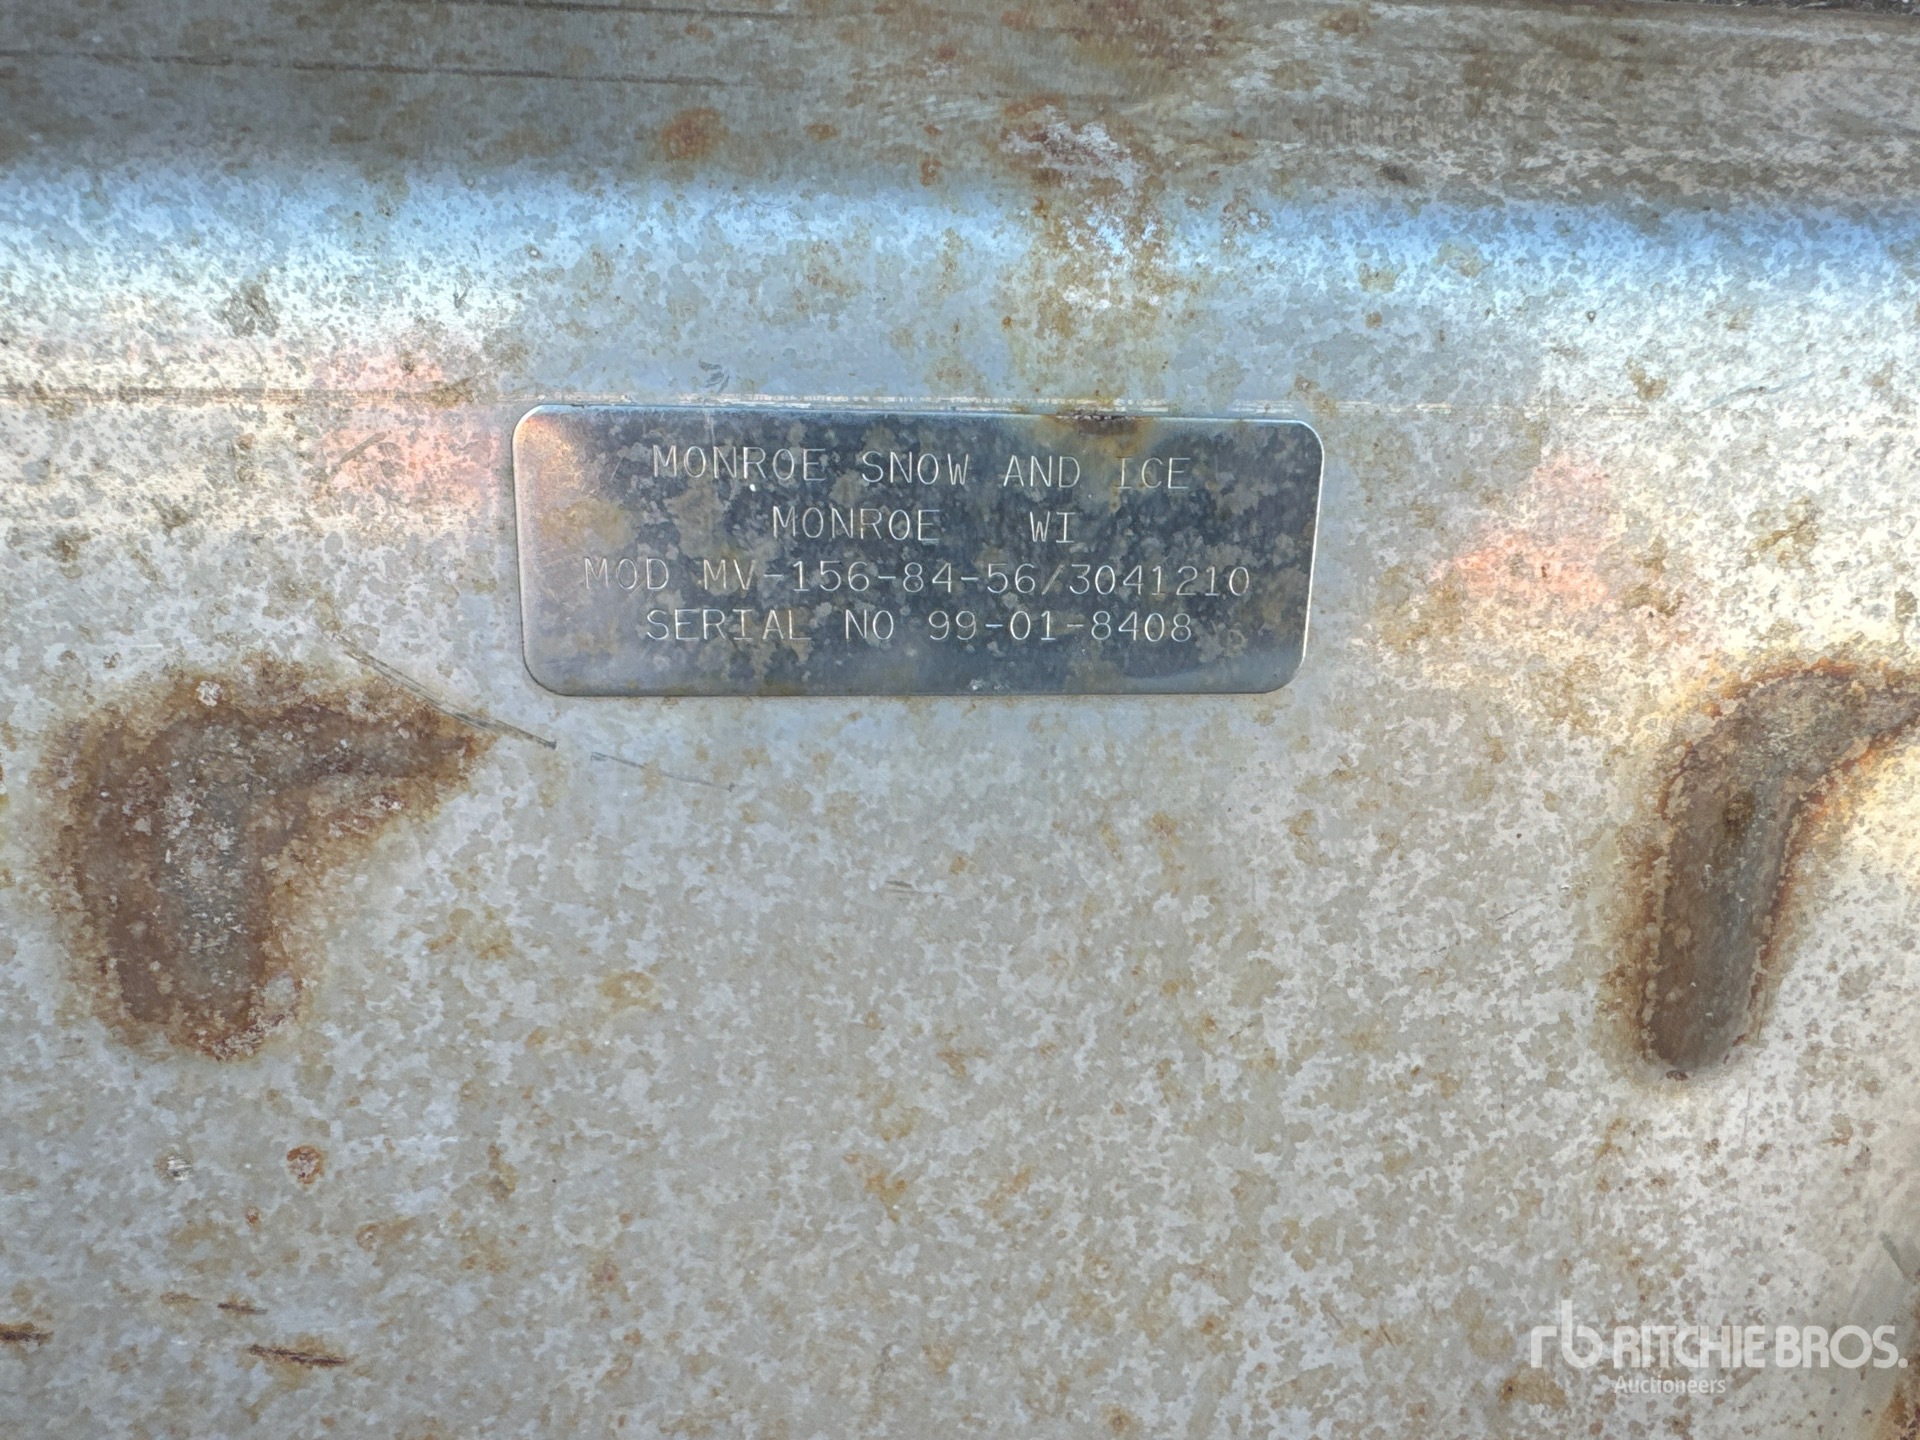 MONROE SNOW AND ICE
MONROE WI
MOD MV-156-84-56/3041210
SERIAL NO 99-01-8408
rb RITCHIE BROS.
Auctioneers